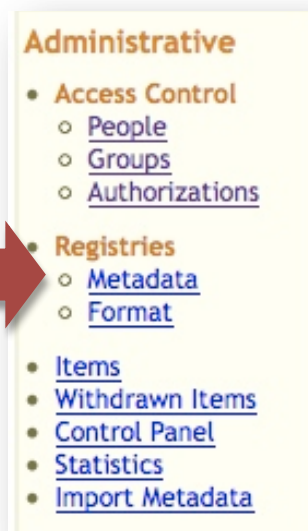 Administrative
Access Control
People
Groups
Authorizations
Registries
Metadata
Format
Items
Withdrawn Items
Control Panel
Statistics
Import Metadata